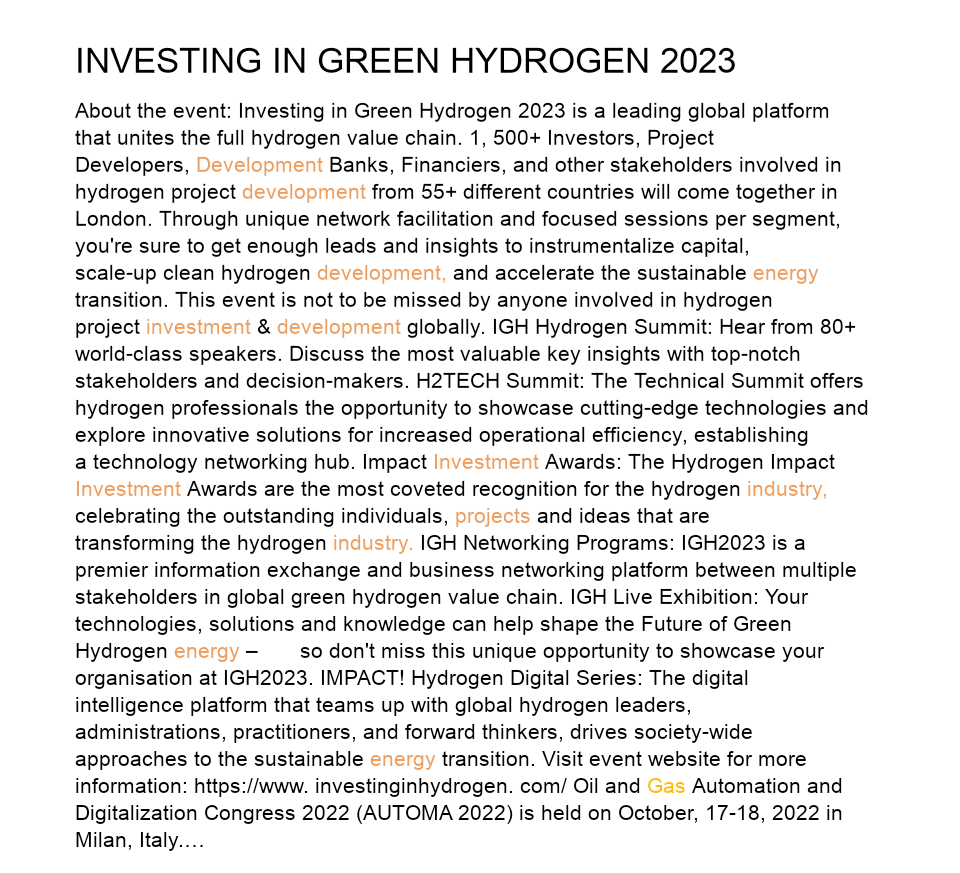 INVESTING IN GREEN HYDROGEN 2023
About the event: Investing in Green Hydrogen 2023 is a leading global platform
that unites the full hydrogen value chain. 1, 500+ Investors, Project
Developers, Development Banks, Financiers, and other stakeholders involved in
hydrogen project development from 55+ different countries will come together in
London. Through unique network facilitation and focused sessions per segment,
you're sure to get enough leads and insights to instrumentalize capital,
scale-up clean hydrogen development, and accelerate the sustainable energy
transition. This event is not to be missed by anyone involved in hydrogen
project investment & development globally. IGH Hydrogen Summit: Hear from 80+
world-class speakers. Discuss the most valuable key insights with top-notch
stakeholders and decision-makers. H2TECH Summit: The Technical Summit offers
hydrogen professionals the opportunity to showcase cutting-edge technologies and
explore innovative solutions for increased operational efficiency, establishing
a technology networking hub. Impact Investment Awards: The Hydrogen Impact
Investment Awards are the most coveted recognition for the hydrogen industry,
celebrating the outstanding individuals, projects and ideas that are
transforming the hydrogen industry. IGH Networking Programs: IGH2023 is a
premier information exchange and business networking platform between multiple
stakeholders in global green hydrogen value chain. IGH Live Exhibition: Your
technologies, solutions and knowledge can help shape the Future of Green
Hydrogen energy – so don't miss this unique opportunity to showcase your
organisation at IGH2023. IMPACT! Hydrogen Digital Series: The digital
intelligence platform that teams up with global hydrogen leaders,
administrations, practitioners, and forward thinkers, drives society-wide
approaches to the sustainable energy transition. Visit event website for more
information: https://www. investinginhydrogen. com/ Oil and Gas Automation and
Digitalization Congress 2022 (AUTOMA 2022) is held on October, 17-18, 2022 in
Milan, Italy.…